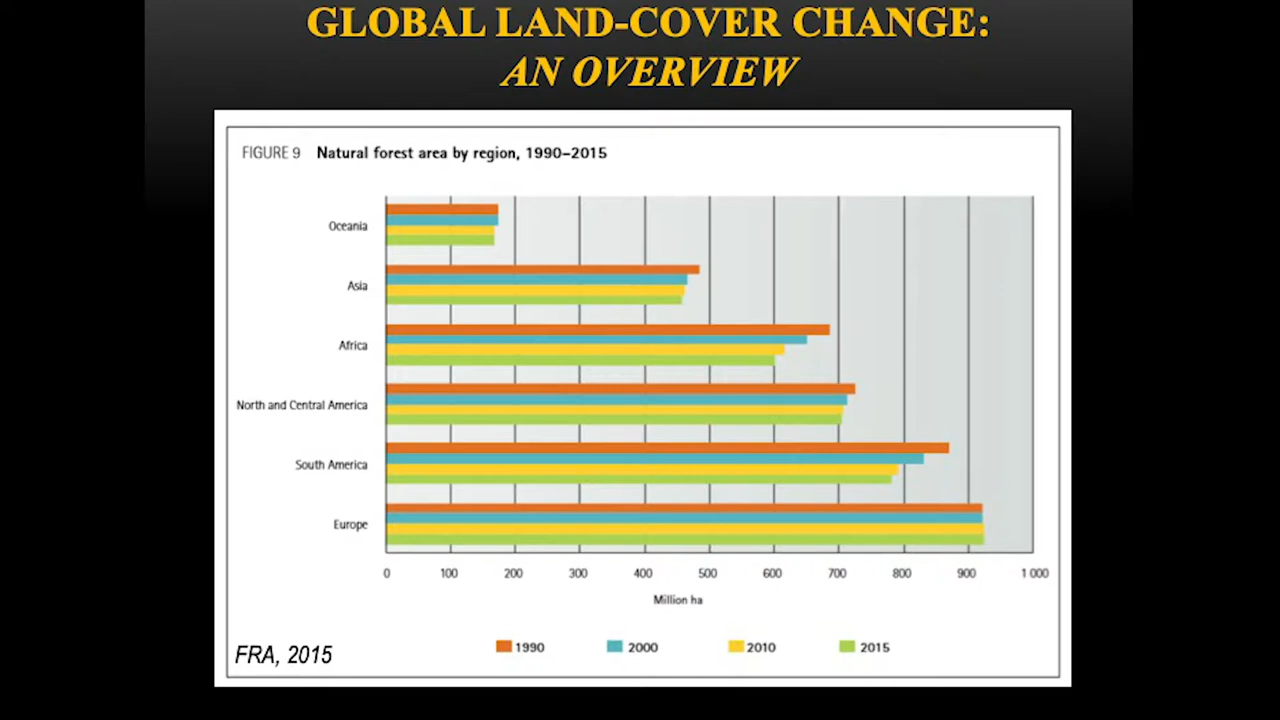 GLOBAL LAND-COVER CHANGE:
AN OVERVIEW
FIGURE 9 Natural forest area by region, 1990–2015
Oceania
Asia
Africa
North and Central America
South America
Europe
0 100 200 300 400 500 600 700 800 900 1 000
Million ha
1990 2000 2010 2015
FRA, 2015